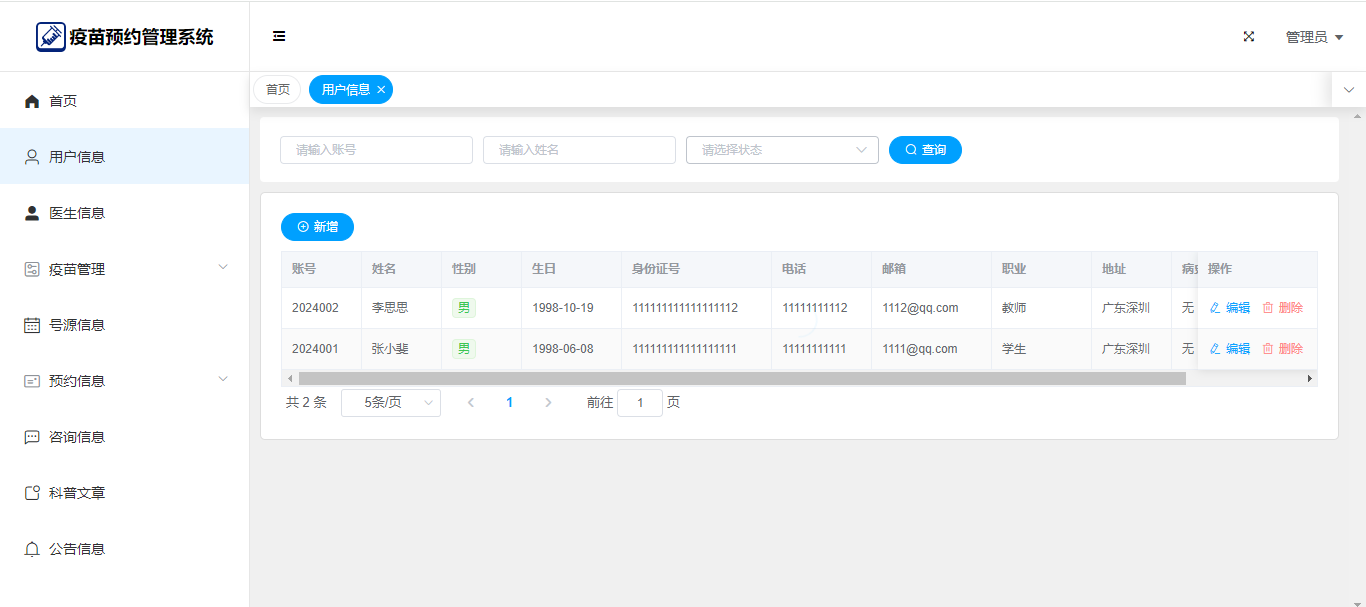 疫苗预约管理系统
管理员
首页
用户信息
医生信息
疫苗管理
号源信息
预约信息
咨询信息
科普文章
公告信息
首页 用户信息
请输入账号 请输入姓名 请选择状态 查询
新增
账号 姓名 性别 生日 身份证号 电话 邮箱 职业 地址 操作
2024002 李思思 男 1998-10-19 111111111111111112 11111111112 1112@qq.com 教师 广东深圳 无 编辑 删除
2024001 张小斐 男 1998-06-08 111111111111111111 11111111111 1111@qq.com 学生 广东深圳 无 编辑 删除
共 2 条 5条/页 1 前往 1 页